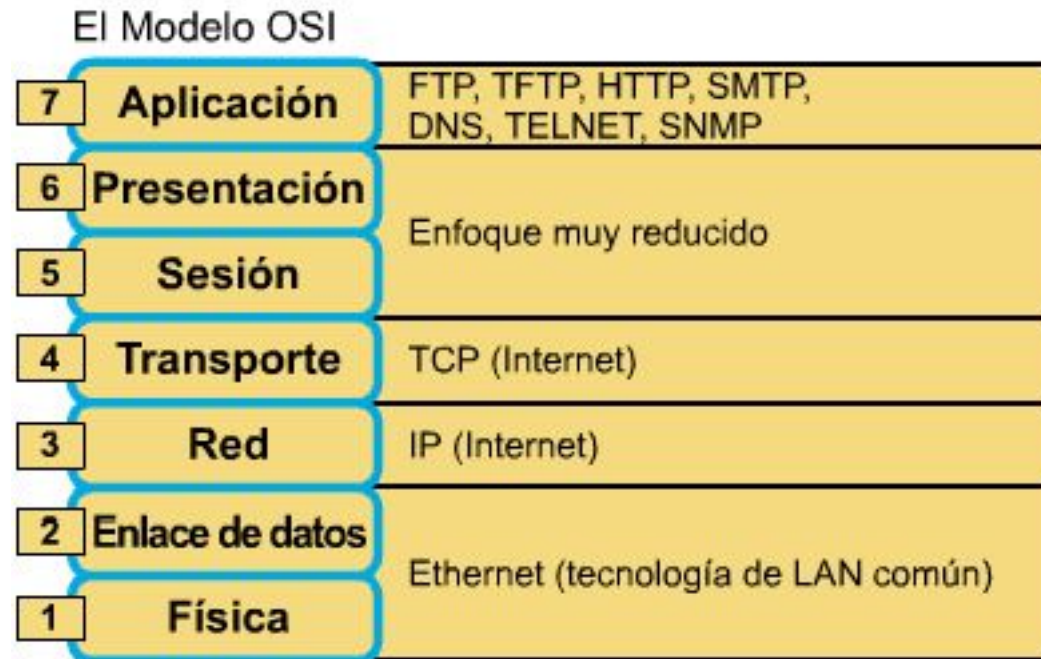 El Modelo OSI
7 Aplicación FTP, TFTP, HTTP, SMTP,
DNS, TELNET, SNMP
6 Presentación
Enfoque muy reducido
5 Sesión
4 Transporte TCP (Internet)
3 Red IP (Internet)
2 Enlace de datos
Ethernet (tecnología de LAN común)
1 Física